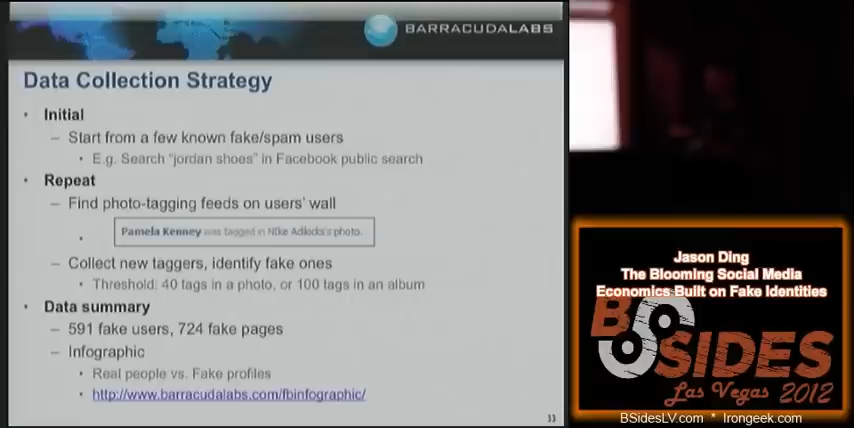 BARRACUDALABS
Data Collection Strategy
• Initial
– Start from a few known fake/spam users
• E.g. Search “jordan shoes” in Facebook public search
• Repeat
– Find photo-tagging feeds on users’ wall
• Pamela Kenney was tagged in Nike Adilocks's photo.
– Collect new taggers, identify fake ones
• Threshold: 40 tags in a photo, or 100 tags in an album
• Data summary
– 591 fake users, 724 fake pages
– Infographic
• Real people vs. Fake profiles
• http://www.barracudalabs.com/fbinfographic/
33
Jason Ding
The Blooming Social Media
Economics Built on Fake Identities
BSIDES
Las Vegas 2012
BSidesLV.com * Irongeek.com